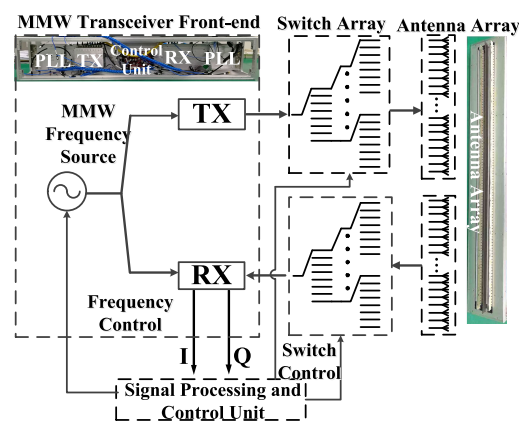 MMW Transceiver Front-end
Switch Array
Antenna Array
PLL TX Control Unit RX PLL
MMW
Frequency
Source
TX
Antenna Array
RX
Frequency
Control
I
Q
Switch
Control
Signal Processing and
Control Unit